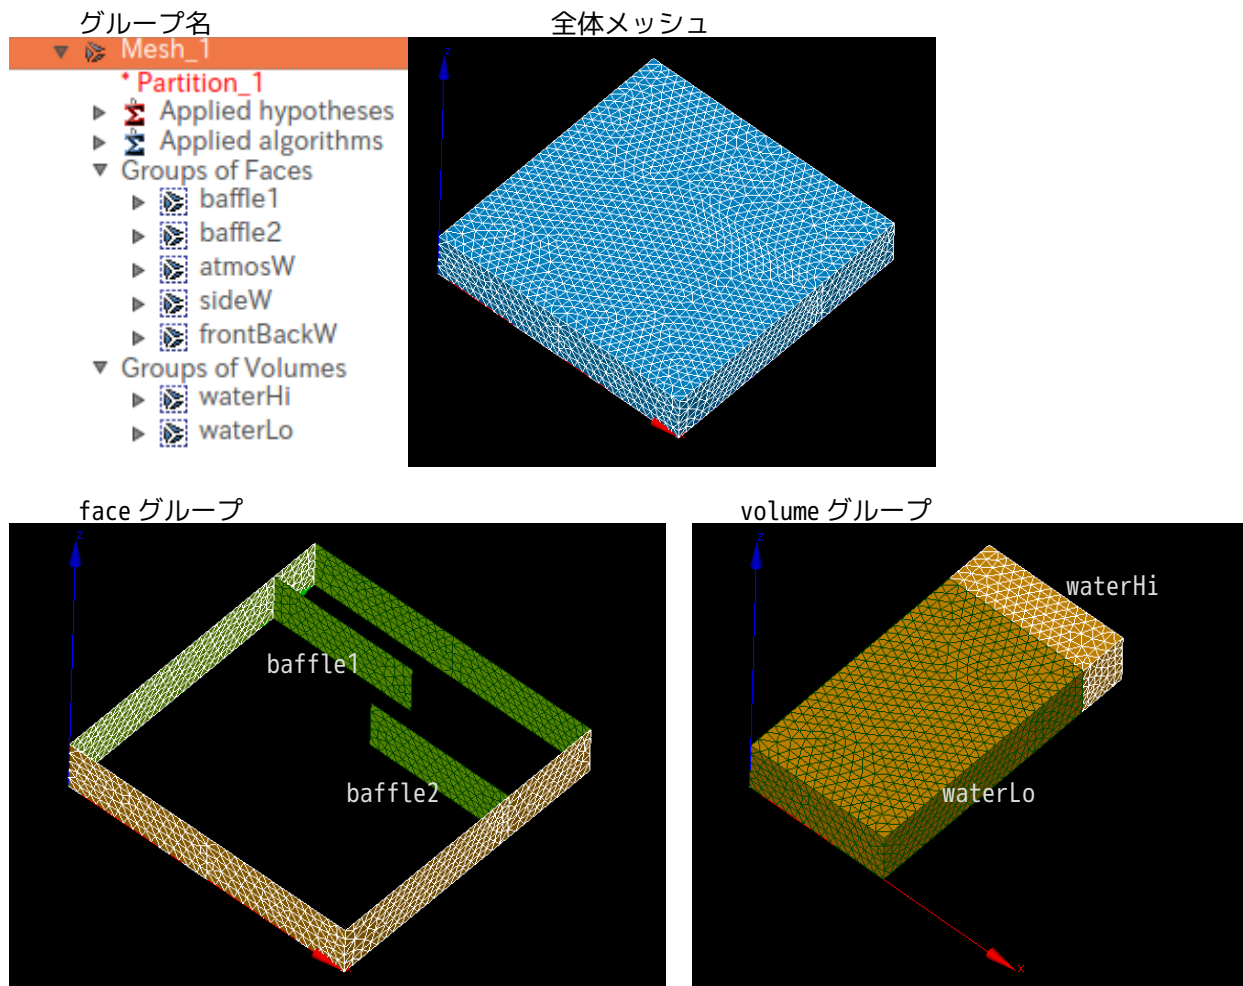 グループ名
全体メッシュ
Mesh_1
* Partition_1
Applied hypotheses
Applied algorithms
Groups of Faces
baffle1
baffle2
atmosW
sideW
frontBackW
Groups of Volumes
waterHi
waterLo
z
face グループ
volume グループ
z
baffle1
baffle2
z
waterHi
waterLo
x